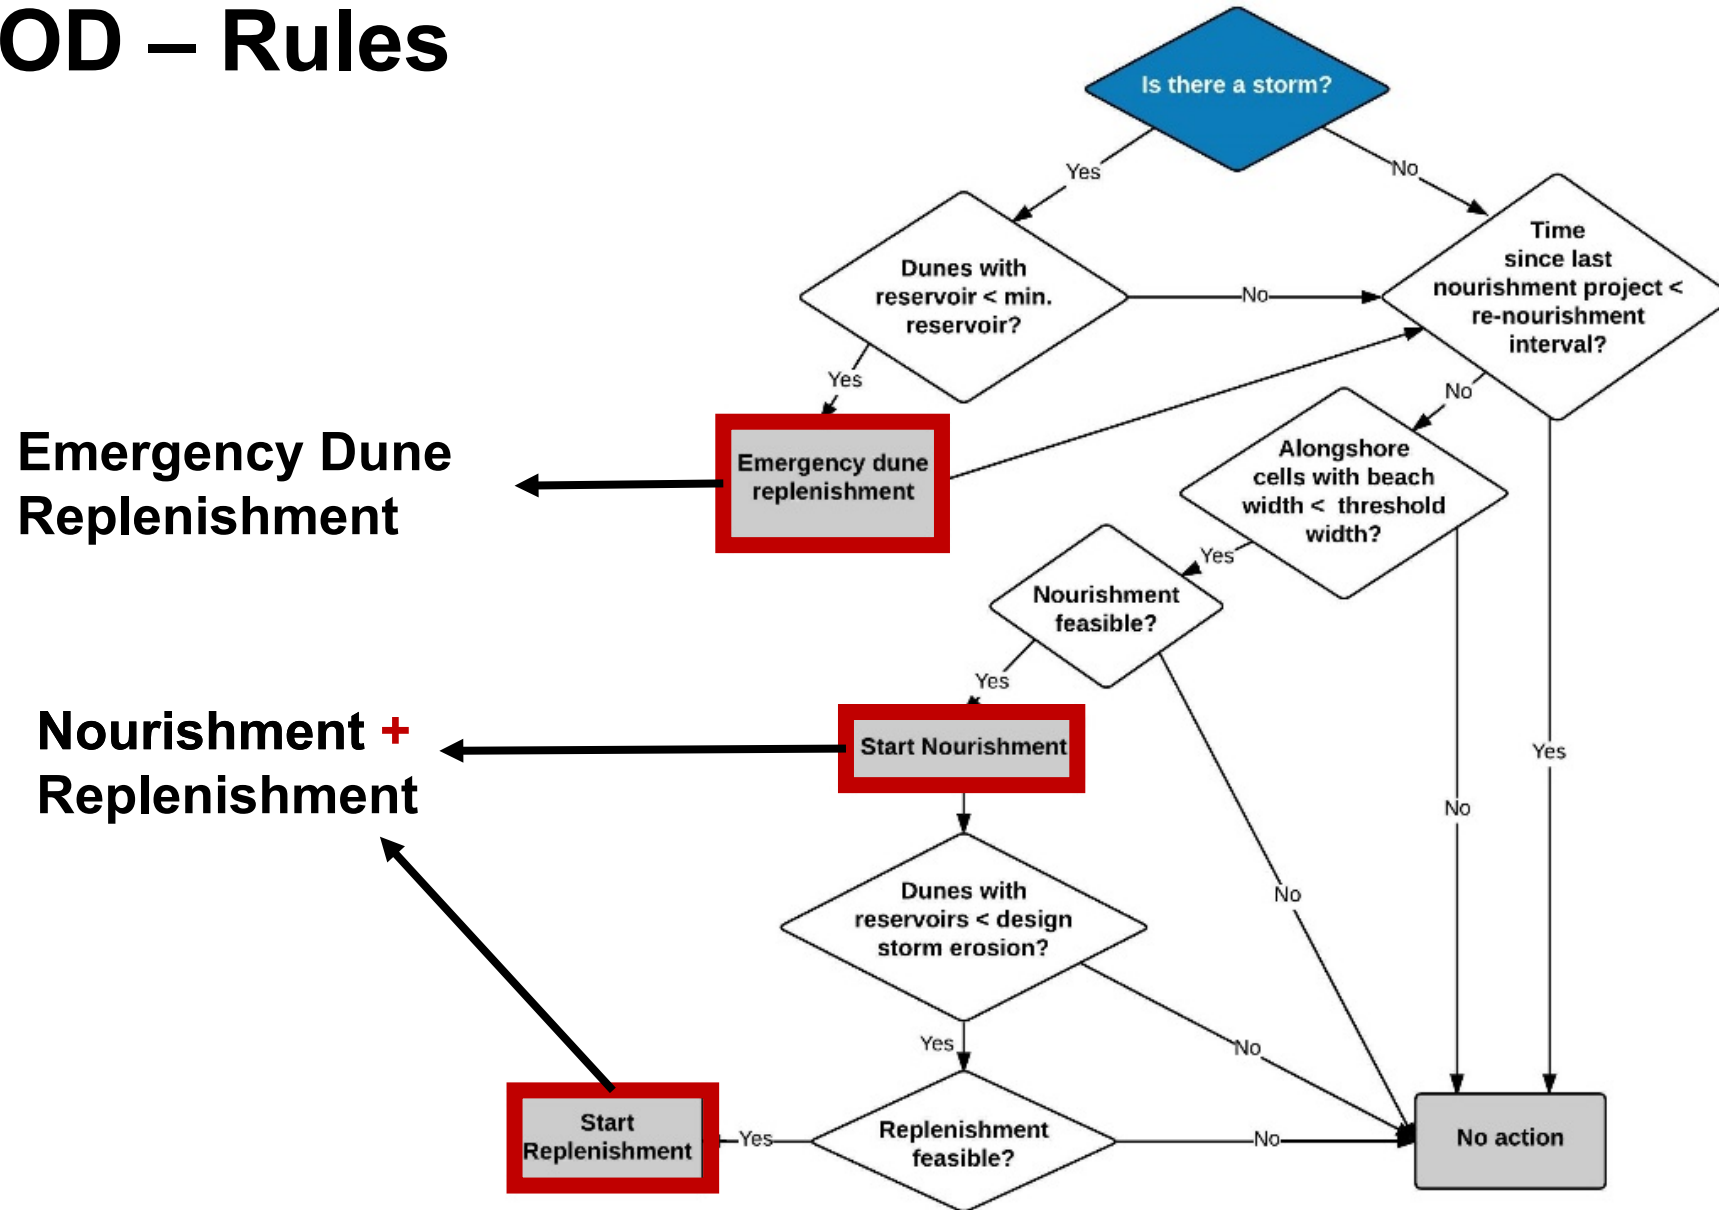 OD – Rules
Is there a storm?
Yes
No
Dunes with
reservoir < min.
reservoir?
No
Time
since last
nourishment project <
re-nourishment
interval?
Yes
No
Emergency Dune
Replenishment
Emergency dune
replenishment
Alongshore
cells with beach
width < threshold
width?
Yes
Nourishment
feasible?
Yes
Nourishment +
Replenishment
Start Nourishment
Yes
No
Dunes with
reservoirs < design
storm erosion?
No
Yes
No
Start
Replenishment
Yes
Replenishment
feasible?
No
No action